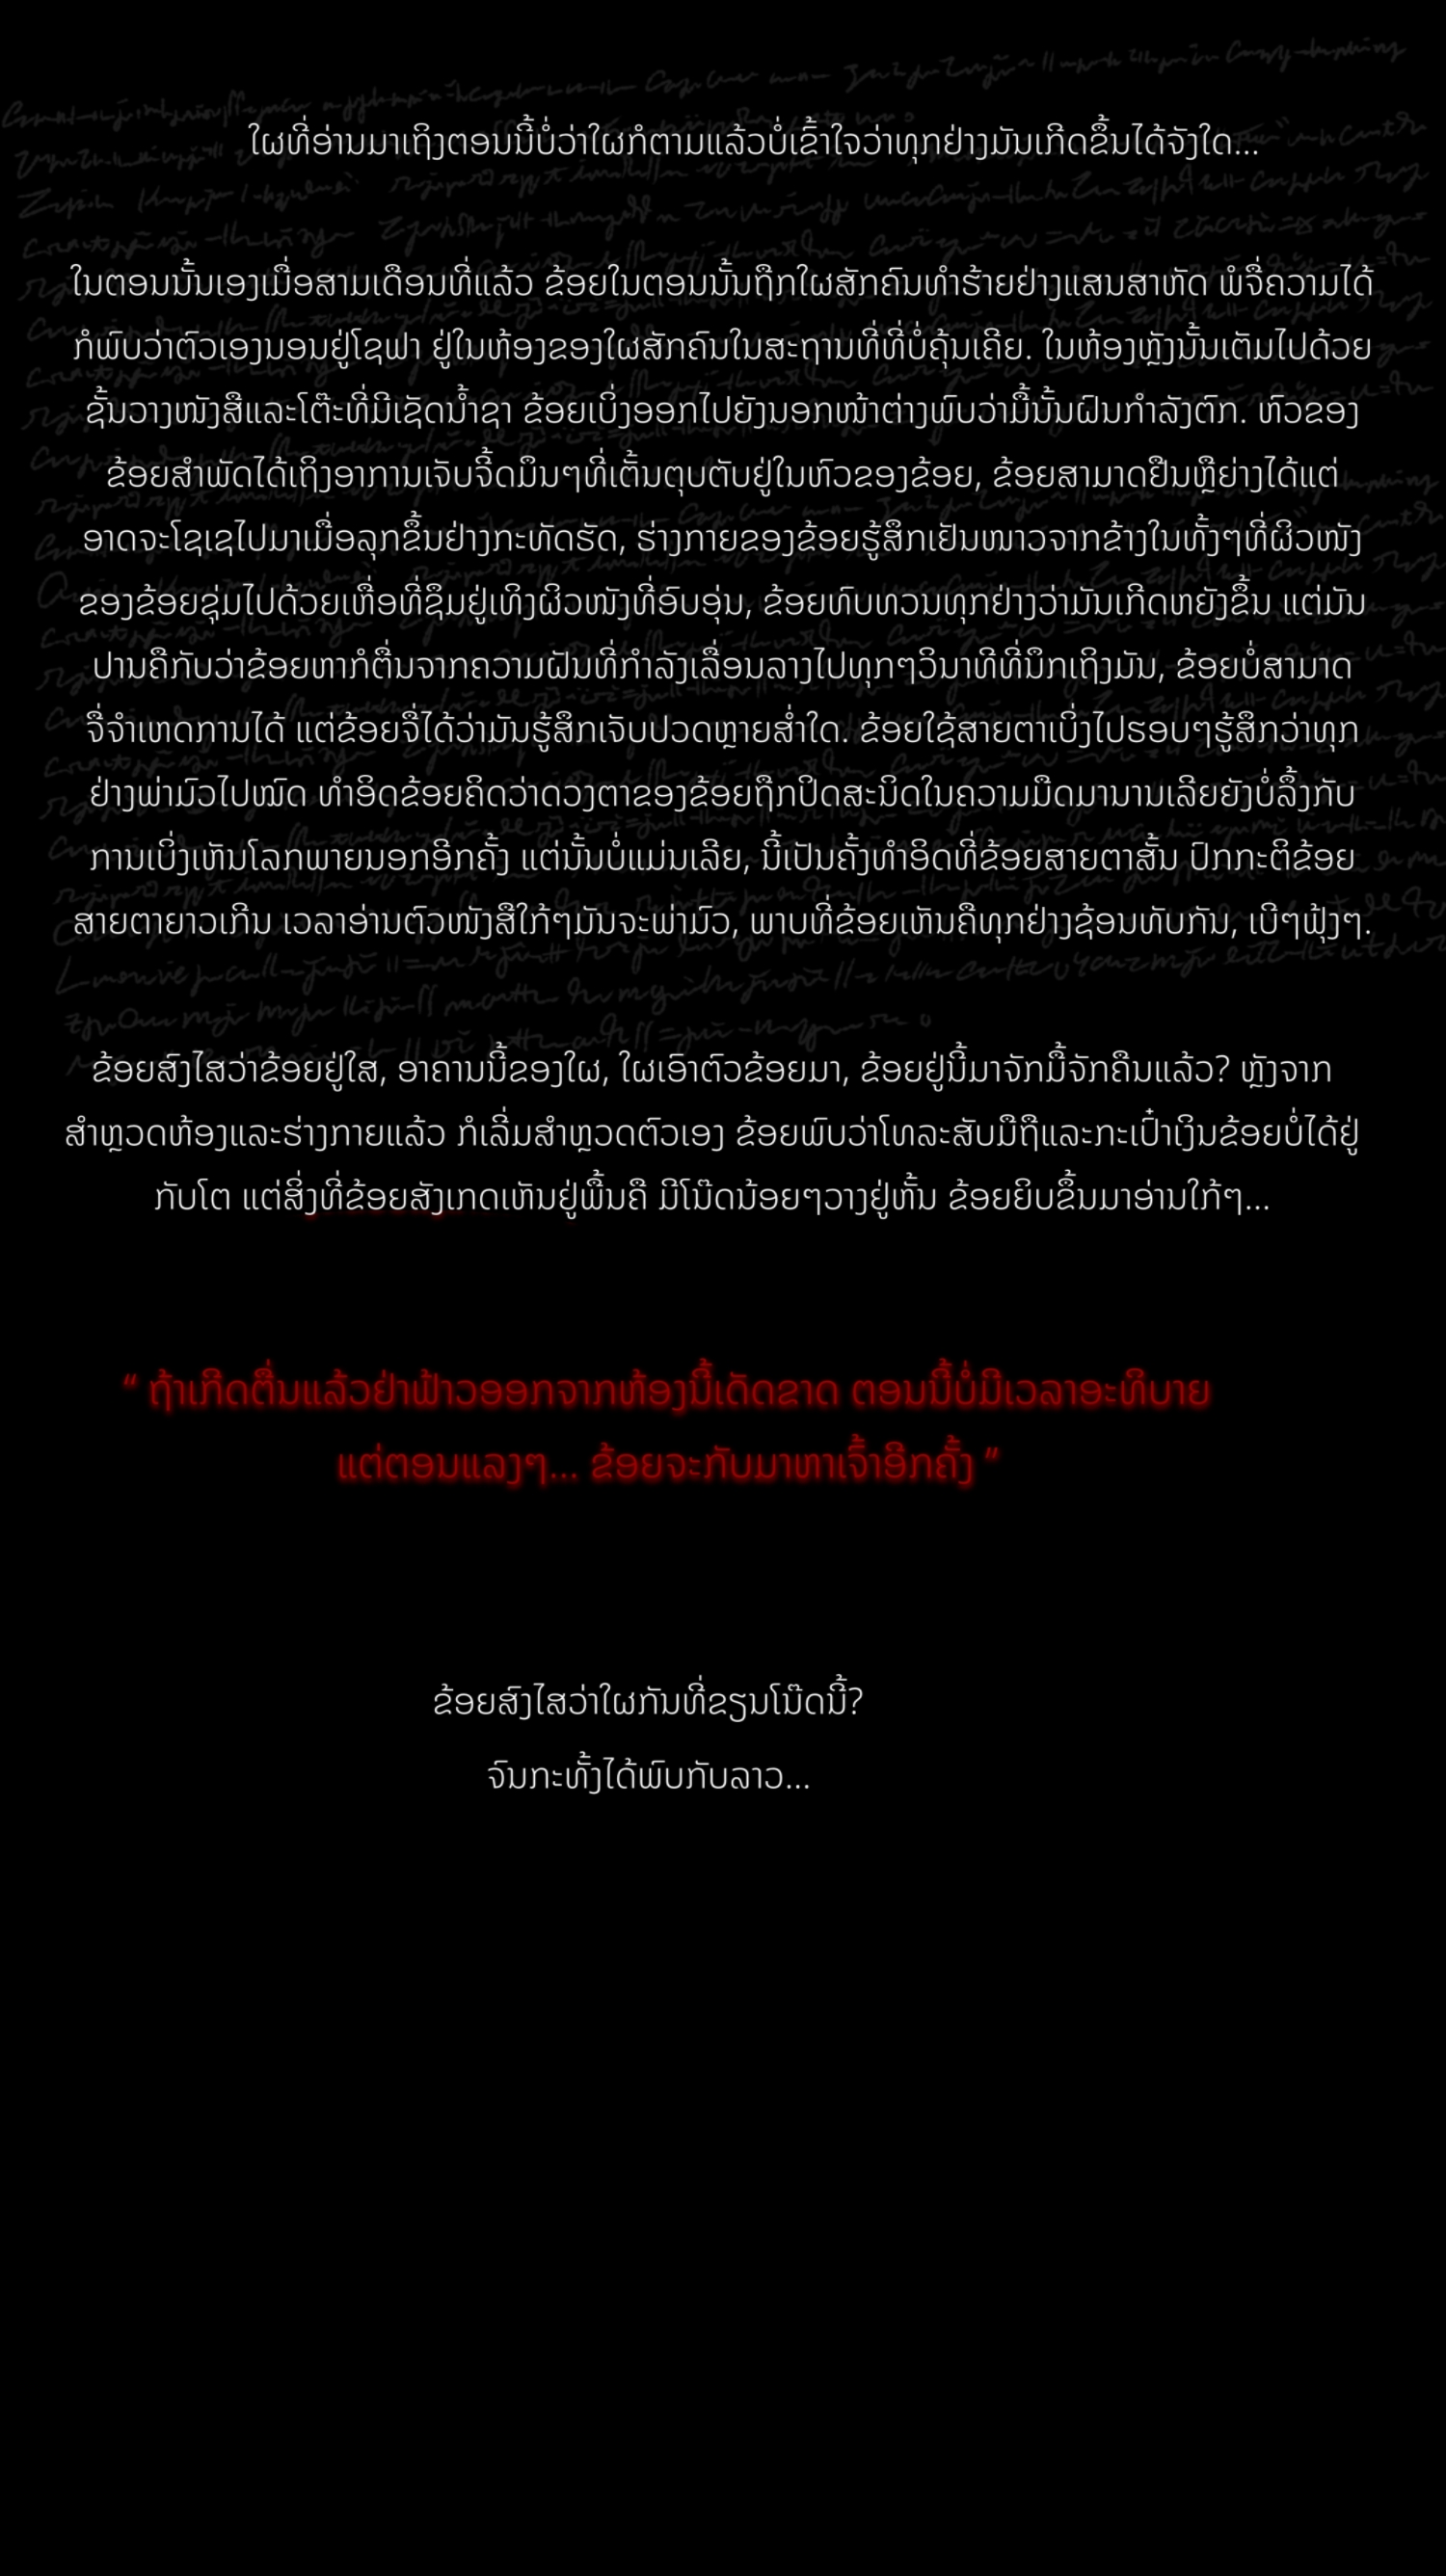 ໃຜທີ່ອ່ານມາເຖິງຕອນນີ້ບໍ່ວ່າໃຜກໍຕາມແລ້ວບໍ່ເຂົ້າໃຈວ່າທຸກຢ່າງມັນເກີດຂຶ້ນໄດ້ຈັງໃດ...
ໃນຕອນນັ້ນເອງເມື່ອສາມເດືອນທີ່ແລ້ວ ຂ້ອຍໃນຕອນນັ້ນຖືກໃຜສັກຄົນທຳຮ້າຍຢ່າງແສນສາຫັດ ພໍຈື່ຄວາມໄດ້
ກໍພົບວ່າຕົວເອງນອນຢູ່ໂຊຟາ ຢູ່ໃນຫ້ອງຂອງໃຜສັກຄົນໃນສະຖານທີ່ທີ່ບໍ່ຄຸ້ນເຄີຍ. ໃນຫ້ອງຫຼັງນັ້ນເຕັມໄປດ້ວຍ
ຊັ້ນວາງໜັງສືແລະໂຕ໊ະທີ່ມີເຊັດນ້ຳຊາ ຂ້ອຍເບິ່ງອອກໄປຍັງນອກໜ້າຕ່າງພົບວ່າມື້ນັ້ນຝົນກຳລັງຕົກ. ຫົວຂອງ
ຂ້ອຍສຳພັດໄດ້ເຖິງອາການເຈັບຈີ້ດມຶນໆທີ່ເຕັ້ນຕຸບຕັບຢູ່ໃນຫົວຂອງຂ້ອຍ, ຂ້ອຍສາມາດຢືນຫຼືຍ່າງໄດ້ແຕ່
ອາດຈະໂຊເຊໄປມາເມື່ອລຸກຂຶ້ນຢ່າງກະທັດຮັດ, ຮ່າງກາຍຂອງຂ້ອຍຮູ້ສຶກເຢັນໜາວຈາກຂ້າງໃນທັ້ງໆທີ່ຜິວໜັງ
ຂອງຂ້ອຍຊຸ່ມໄປດ້ວຍເຫື່ອທີ່ຊຶມຢູ່ເທິງຜິວໜັງທີ່ອົບອຸ່ນ, ຂ້ອຍທົບທວນທຸກຢ່າງວ່າມັນເກີດຫຍັງຂຶ້ນ ແຕ່ມັນ
ປານຄືກັບວ່າຂ້ອຍຫາກໍຕື່ນຈາກຄວາມຝັນທີ່ກຳລັງເລື່ອນລາງໄປທຸກໆວິນາທີທີ່ນຶກເຖິງມັນ, ຂ້ອຍບໍ່ສາມາດ
ຈື່ຈຳເຫດການໄດ້ ແຕ່ຂ້ອຍຈື່ໄດ້ວ່າມັນຮູ້ສຶກເຈັບປວດຫຼາຍສ່ຳໃດ. ຂ້ອຍໃຊ້ສາຍຕາເບິ່ງໄປຮອບໆຮູ້ສຶກວ່າທຸກ
ຢ່າງພ່າມົວໄປໝົດ ທຳອິດຂ້ອຍຄິດວ່າດວງຕາຂອງຂ້ອຍຖືກປິດສະນິດໃນຄວາມມືດມານານເລີຍຍັງບໍ່ລຶ້ງກັບ
ການເບິ່ງເຫັນໂລກພາຍນອກອີກຄັ້ງ ແຕ່ນັ້ນບໍ່ແມ່ນເລີຍ, ນີ້ເປັນຄັ້ງທຳອິດທີ່ຂ້ອຍສາຍຕາສັ້ນ ປົກກະຕິຂ້ອຍ
ສາຍຕາຍາວເກີນ ເວລາອ່ານຕົວໜັງສືໃກ້ໆມັນຈະພ່າມົວ, ພາບທີ່ຂ້ອຍເຫັນຄືທຸກຢ່າງຊ້ອນທັບກັນ, ເບີໆຟຸ້ງໆ.
ຂ້ອຍສົງໄສວ່າຂ້ອຍຢູ່ໃສ, ອາຄານນີ້ຂອງໃຜ, ໃຜເອົາຕົວຂ້ອຍມາ, ຂ້ອຍຢູ່ນີ້ມາຈັກມື້ຈັກຄືນແລ້ວ? ຫຼັງຈາກ
ສຳຫຼວດຫ້ອງແລະຮ່າງກາຍແລ້ວ ກໍເລີ່ມສຳຫຼວດຕົວເອງ ຂ້ອຍພົບວ່າໂທລະສັບມືຖືແລະກະເປົ໋າເງິນຂ້ອຍບໍ່ໄດ້ຢູ່
ກັບໂຕ ແຕ່ສິ່ງທີ່ຂ້ອຍສັງເກດເຫັນຢູ່ພື້ນຄື ມີໂນ໊ດນ້ອຍໆວາງຢູ່ຫັ້ນ ຂ້ອຍຍິບຂຶ້ນມາອ່ານໃກ້ໆ...
“ ຖ້າເກີດຕື່ນແລ້ວຢ່າຟ້າວອອກຈາກຫ້ອງນີ້ເດັດຂາດ ຕອນນີ້ບໍ່ມີເວລາອະທິບາຍ
ແຕ່ຕອນແລງໆ... ຂ້ອຍຈະກັບມາຫາເຈົ້າອີກຄັ້ງ ”
ຂ້ອຍສົງໄສວ່າໃຜກັນທີ່ຂຽນໂນ໊ດນີ້?
ຈົນກະທັ້ງໄດ້ພົບກັບລາວ...